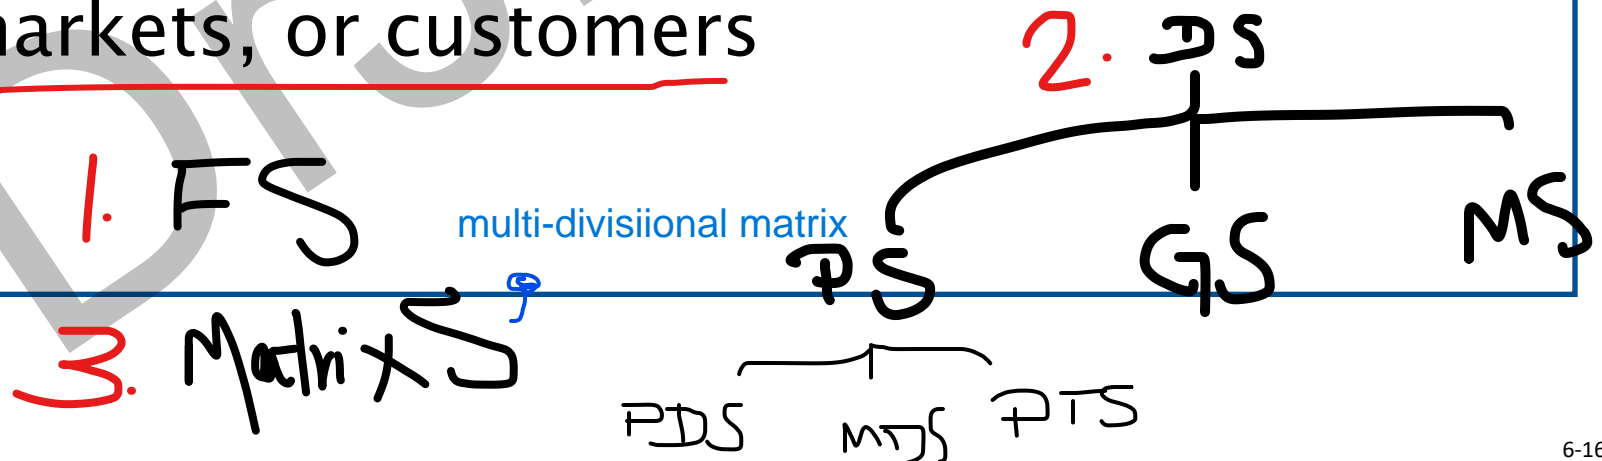 arkets, or customers
2. DS
1. FS
multi-divisiional matrix
PS GS MS
3. Matrix S
PDS MDS PTS
6-16